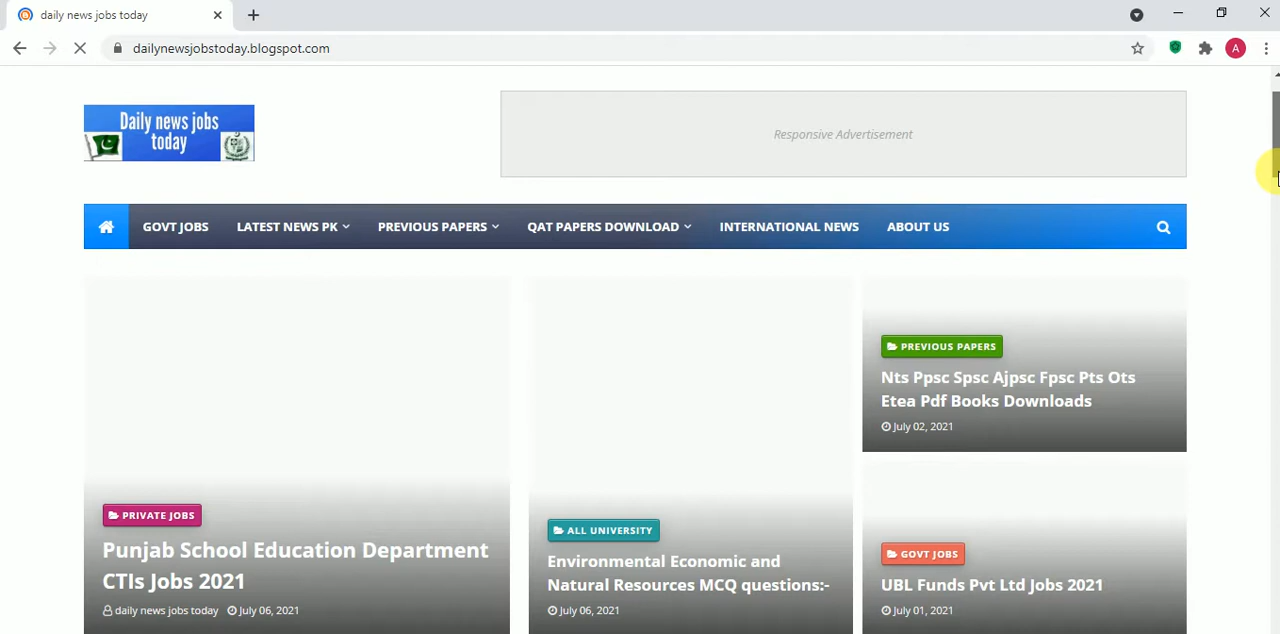 daily news jobs today
A
dailynewsjobstoday.blogspot.com
Daily news jobs
today
Responsive Advertisement
GOVT JOBS LATEST NEWS PK PREVIOUS PAPERS QAT PAPERS DOWNLOAD INTERNATIONAL NEWS ABOUT US
PRIVATE JOBS
Punjab School Education Department
CTIs Jobs 2021
daily news jobs today July 06, 2021
ALL UNIVERSITY
Environmental Economic and
Natural Resources MCQ questions:-
July 06, 2021
PREVIOUS PAPERS
Nts Ppsc Spsc Ajpsc Fpsc Pts Ots
Etea Pdf Books Downloads
July 02, 2021
GOVT JOBS
UBL Funds Pvt Ltd Jobs 2021
July 01, 2021